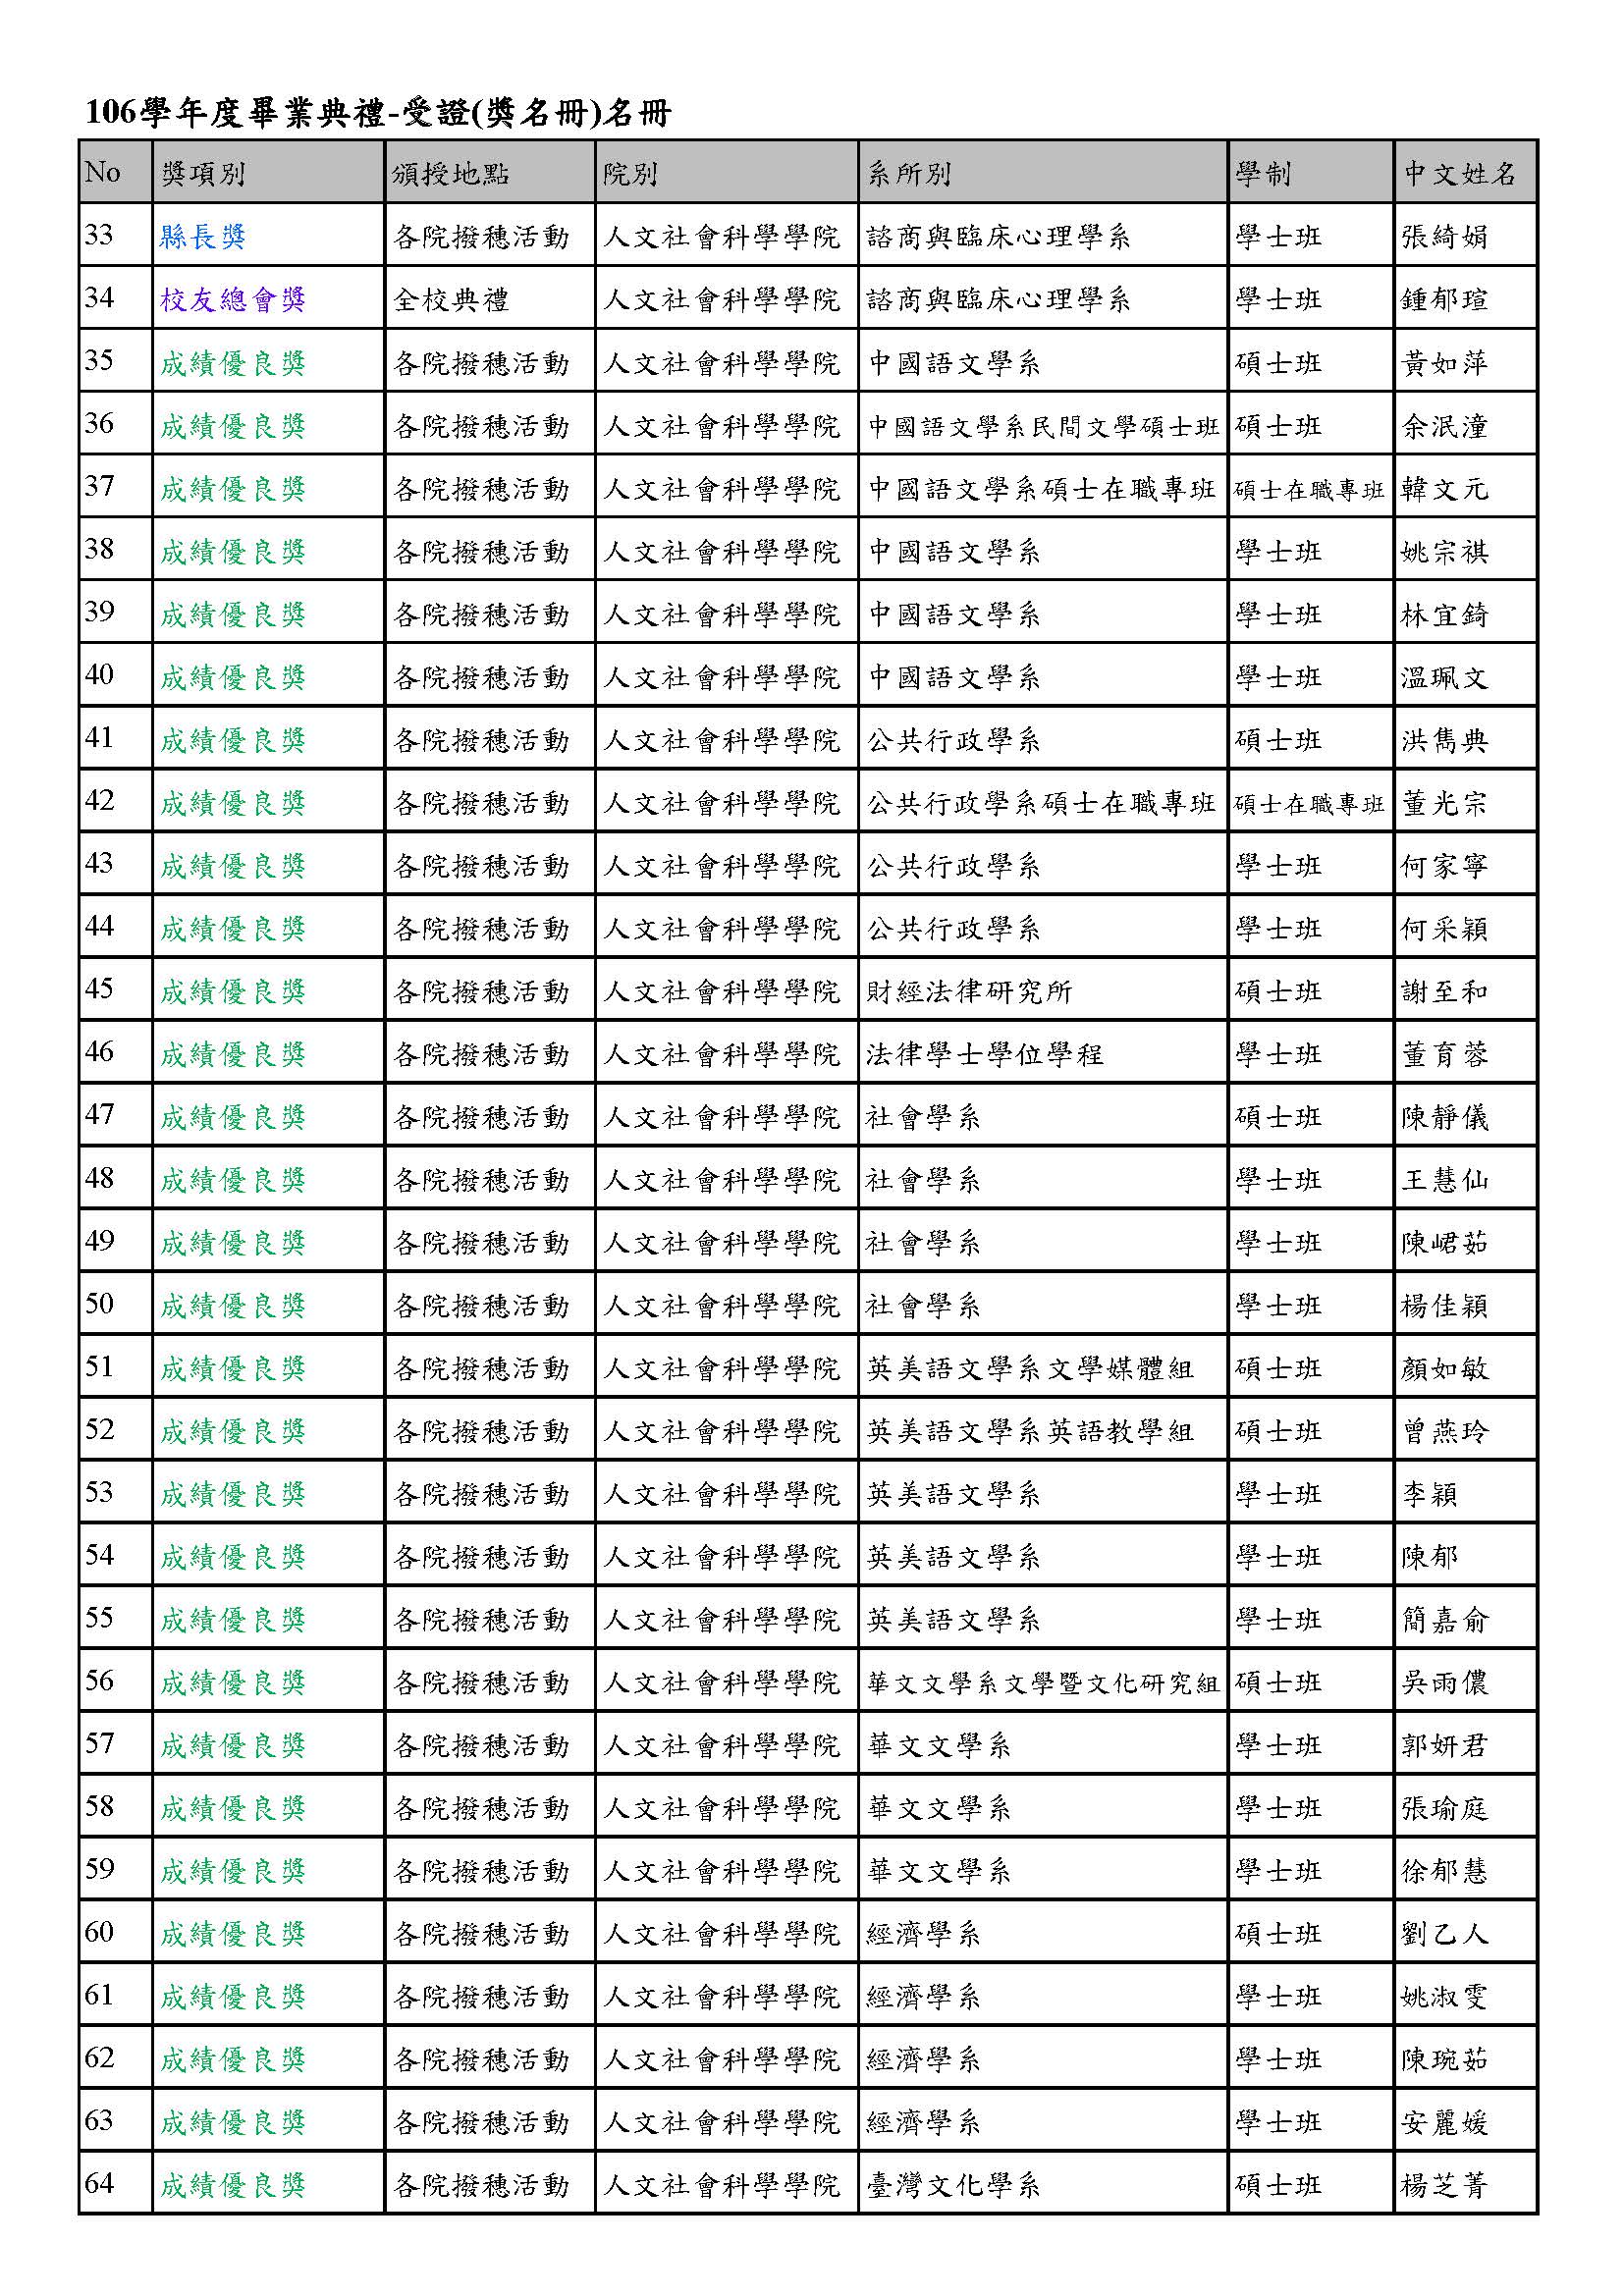 106學年度畢業典禮-受證(獎名冊)名冊
No 獎項別 頒授地點 院別 系所別 學制 中文姓名
33 縣長獎 各院撥穗活動 人文社會科學學院 諮商與臨床心理學系 學士班 張綺娟
34 校友總會獎 全校典禮 人文社會科學學院 諮商與臨床心理學系 學士班 鍾郁瑄
35 成績優良獎 各院撥穗活動 人文社會科學學院 中國語文學系 碩士班 黃如萍
36 成績優良獎 各院撥穗活動 人文社會科學學院 中國語文學系民間文學碩士班 碩士班 余泯潼
37 成績優良獎 各院撥穗活動 人文社會科學學院 中國語文學系碩士在職專班 碩士在職專班 韓文元
38 成績優良獎 各院撥穗活動 人文社會科學學院 中國語文學系 學士班 姚宗祺
39 成績優良獎 各院撥穗活動 人文社會科學學院 中國語文學系 學士班 林宜錡
40 成績優良獎 各院撥穗活動 人文社會科學學院 中國語文學系 學士班 溫珮文
41 成績優良獎 各院撥穗活動 人文社會科學學院 公共行政學系 碩士班 洪雋典
42 成績優良獎 各院撥穗活動 人文社會科學學院 公共行政學系碩士在職專班 碩士在職專班 董光宗
43 成績優良獎 各院撥穗活動 人文社會科學學院 公共行政學系 學士班 何家寧
44 成績優良獎 各院撥穗活動 人文社會科學學院 公共行政學系 學士班 何采穎
45 成績優良獎 各院撥穗活動 人文社會科學學院 財經法律研究所 碩士班 謝至和
46 成績優良獎 各院撥穗活動 人文社會科學學院 法律學士學位學程 學士班 董育蓉
47 成績優良獎 各院撥穗活動 人文社會科學學院 社會學系 碩士班 陳靜儀
48 成績優良獎 各院撥穗活動 人文社會科學學院 社會學系 學士班 王慧仙
49 成績優良獎 各院撥穗活動 人文社會科學學院 社會學系 學士班 陳峮茹
50 成績優良獎 各院撥穗活動 人文社會科學學院 社會學系 學士班 楊佳穎
51 成績優良獎 各院撥穗活動 人文社會科學學院 英美語文學系文學媒體組 碩士班 顏如敏
52 成績優良獎 各院撥穗活動 人文社會科學學院 英美語文學系英語教學組 碩士班 曾燕玲
53 成績優良獎 各院撥穗活動 人文社會科學學院 英美語文學系 學士班 李穎
54 成績優良獎 各院撥穗活動 人文社會科學學院 英美語文學系 學士班 陳郁
55 成績優良獎 各院撥穗活動 人文社會科學學院 英美語文學系 學士班 簡嘉俞
56 成績優良獎 各院撥穗活動 人文社會科學學院 華文文學系文學暨文化研究組 碩士班 吳雨儂
57 成績優良獎 各院撥穗活動 人文社會科學學院 華文文學系 學士班 郭妍君
58 成績優良獎 各院撥穗活動 人文社會科學學院 華文文學系 學士班 張瑜庭
59 成績優良獎 各院撥穗活動 人文社會科學學院 華文文學系 學士班 徐郁慧
60 成績優良獎 各院撥穗活動 人文社會科學學院 經濟學系 碩士班 劉乙人
61 成績優良獎 各院撥穗活動 人文社會科學學院 經濟學系 學士班 姚淑雯
62 成績優良獎 各院撥穗活動 人文社會科學學院 經濟學系 學士班 陳琬茹
63 成績優良獎 各院撥穗活動 人文社會科學學院 經濟學系 學士班 安麗媛
64 成績優良獎 各院撥穗活動 人文社會科學學院 臺灣文化學系 碩士班 楊芝菁